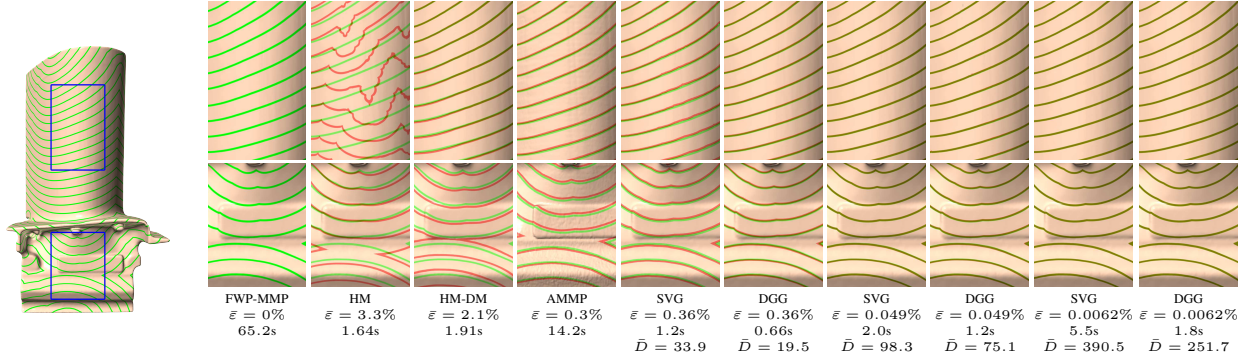 FWP-MMP HM HM-DM AMMP SVG DGG SVG DGG SVG DGG
ε̄ = 0% ε̄ = 3.3% ε̄ = 2.1% ε̄ = 0.3% ε̄ = 0.36% ε̄ = 0.36% ε̄ = 0.049% ε̄ = 0.049% ε̄ = 0.0062% ε̄ = 0.0062%
65.2s 1.64s 1.91s 14.2s 1.2s 0.66s 2.0s 1.2s 5.5s 1.8s
D̄ = 33.9 D̄ = 19.5 D̄ = 98.3 D̄ = 75.1 D̄ = 390.5 D̄ = 251.7